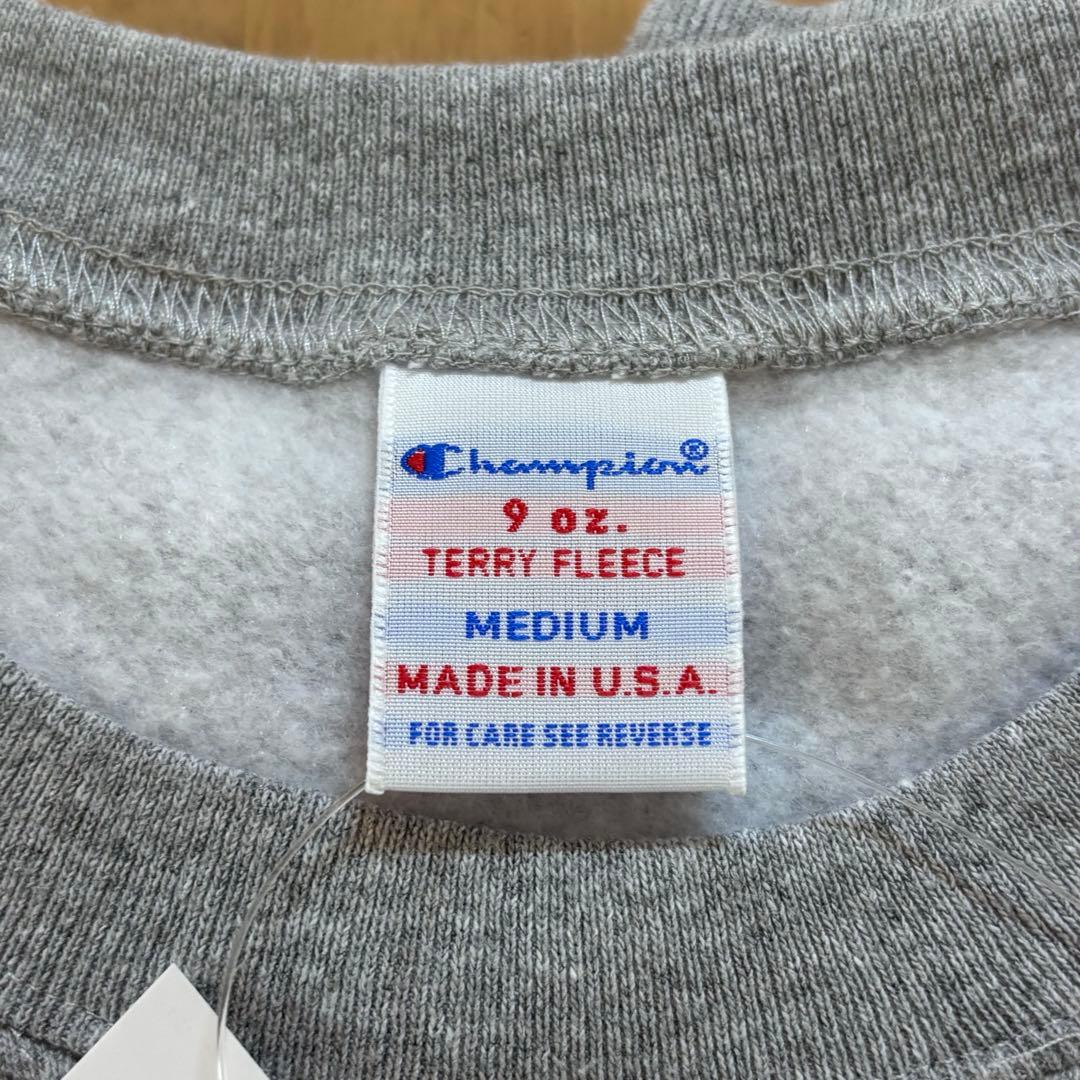 Champion®
9 oz.
TERRY FLEECE
MEDIUM
MADE IN U.S.A.
FOR CARE SEE REVERSE